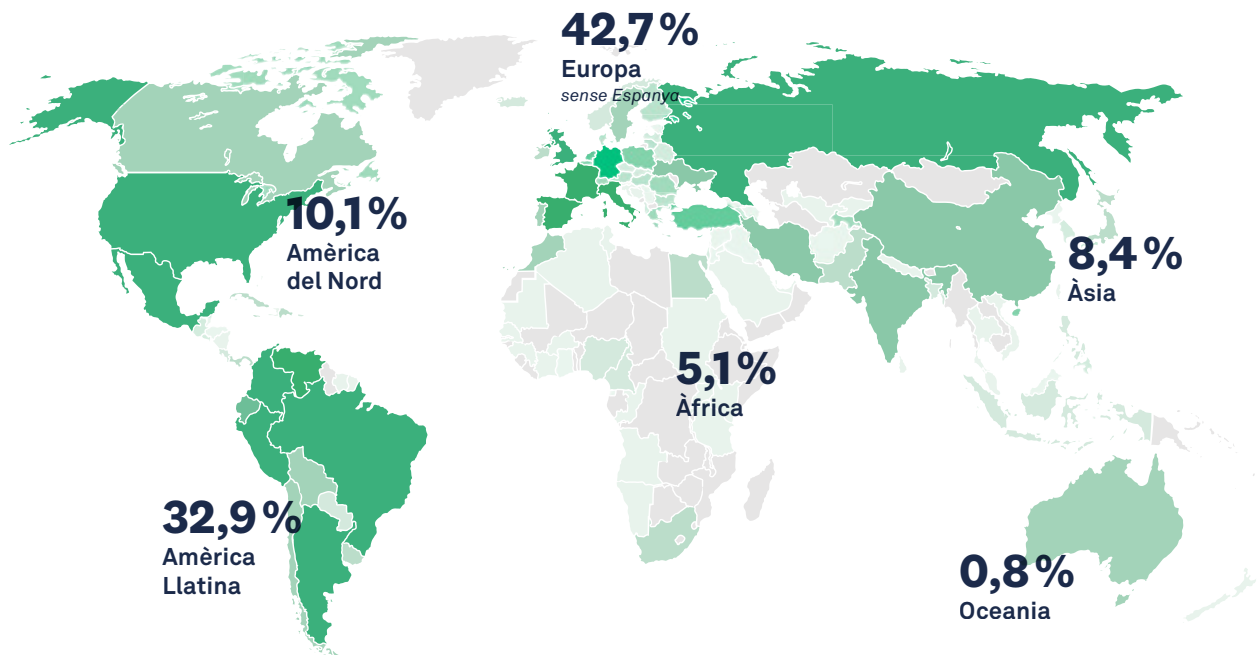 42,7 %
Europa
sense Espanya
10,1 %
Amèrica
del Nord
8,4 %
Àsia
5,1 %
Àfrica
32,9 %
Amèrica
Llatina
0,8 %
Oceania